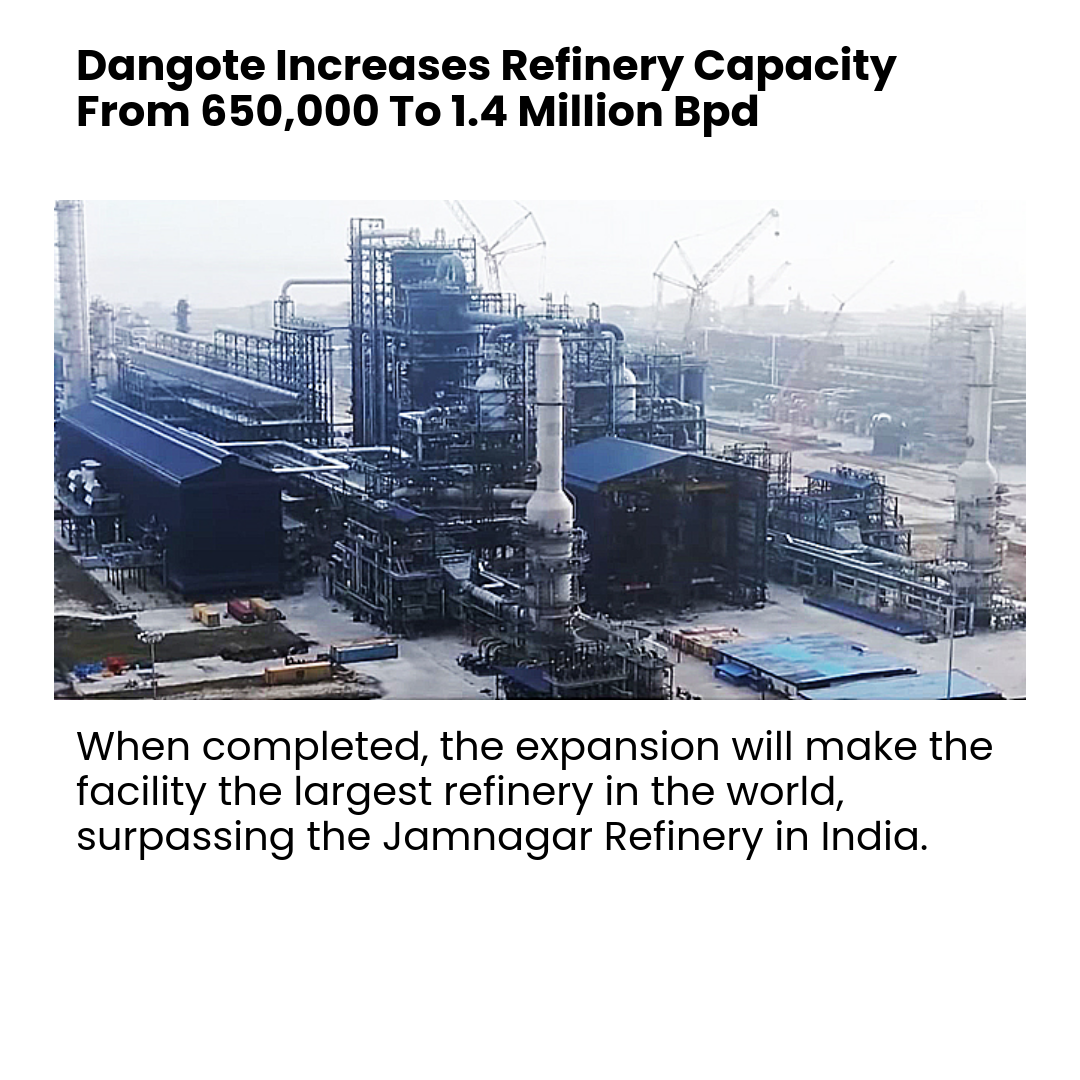 Dangote Increases Refinery Capacity
From 650,000 To 1.4 Million Bpd
When completed, the expansion will make the
facility the largest refinery in the world,
surpassing the Jamnagar Refinery in India.